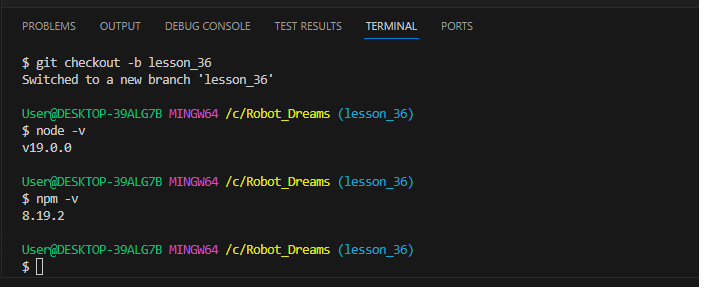 PROBLEMS OUTPUT DEBUG CONSOLE TEST RESULTS TERMINAL PORTS
$ git checkout -b lesson_36
Switched to a new branch 'lesson_36'
User@DESKTOP-39ALG7B MINGW64 /c/Robot_Dreams (lesson_36)
$ node -v
v19.0.0
User@DESKTOP-39ALG7B MINGW64 /c/Robot_Dreams (lesson_36)
$ npm -v
8.19.2
User@DESKTOP-39ALG7B MINGW64 /c/Robot_Dreams (lesson_36)
$